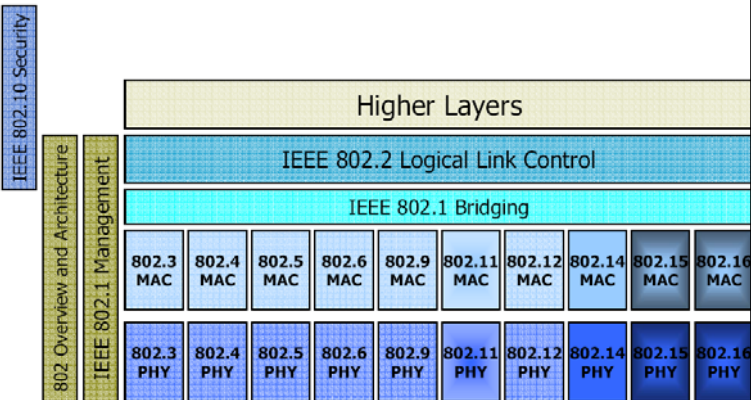 IEEE 802.10 Security
802 Overview and Architecture
IEEE 802.1 Management
Higher Layers
IEEE 802.2 Logical Link Control
IEEE 802.1 Bridging
802.3 802.4 802.5 802.6 802.9 802.11 802.12 802.14 802.15 802.16
MAC MAC MAC MAC MAC MAC MAC MAC MAC MAC
802.3 802.4 802.5 802.6 802.9 802.11 802.12 802.14 802.15 802.16
PHY PHY PHY PHY PHY PHY PHY PHY PHY PHY